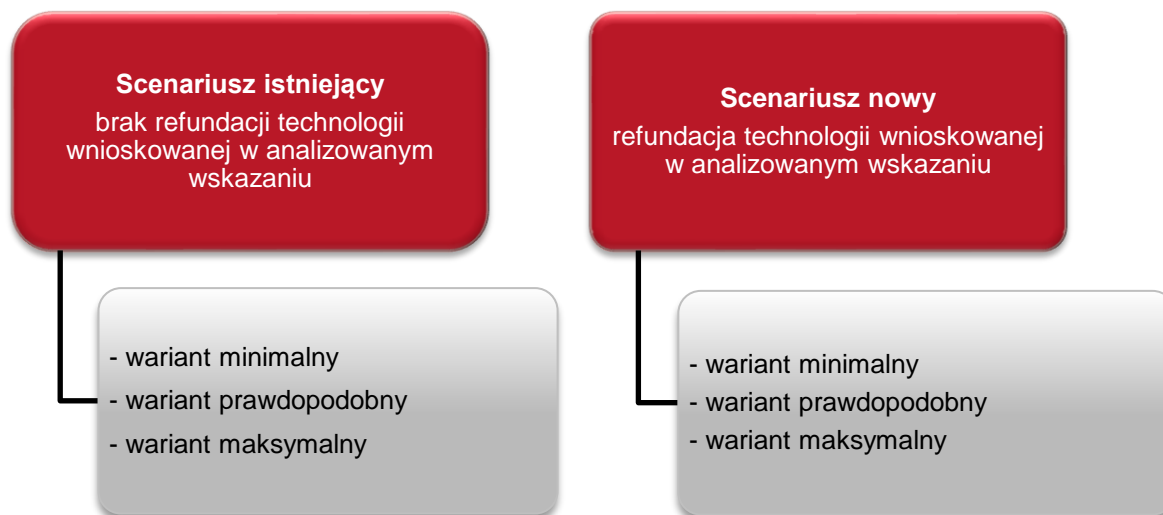 Scenariusz istniejący
brak refundacji technologii
wnioskowanej w analizowanym
wskazaniu
- wariant minimalny
- wariant prawdopodobny
- wariant maksymalny
Scenariusz nowy
refundacja technologii wnioskowanej
w analizowanym wskazaniu
- wariant minimalny
- wariant prawdopodobny
- wariant maksymalny